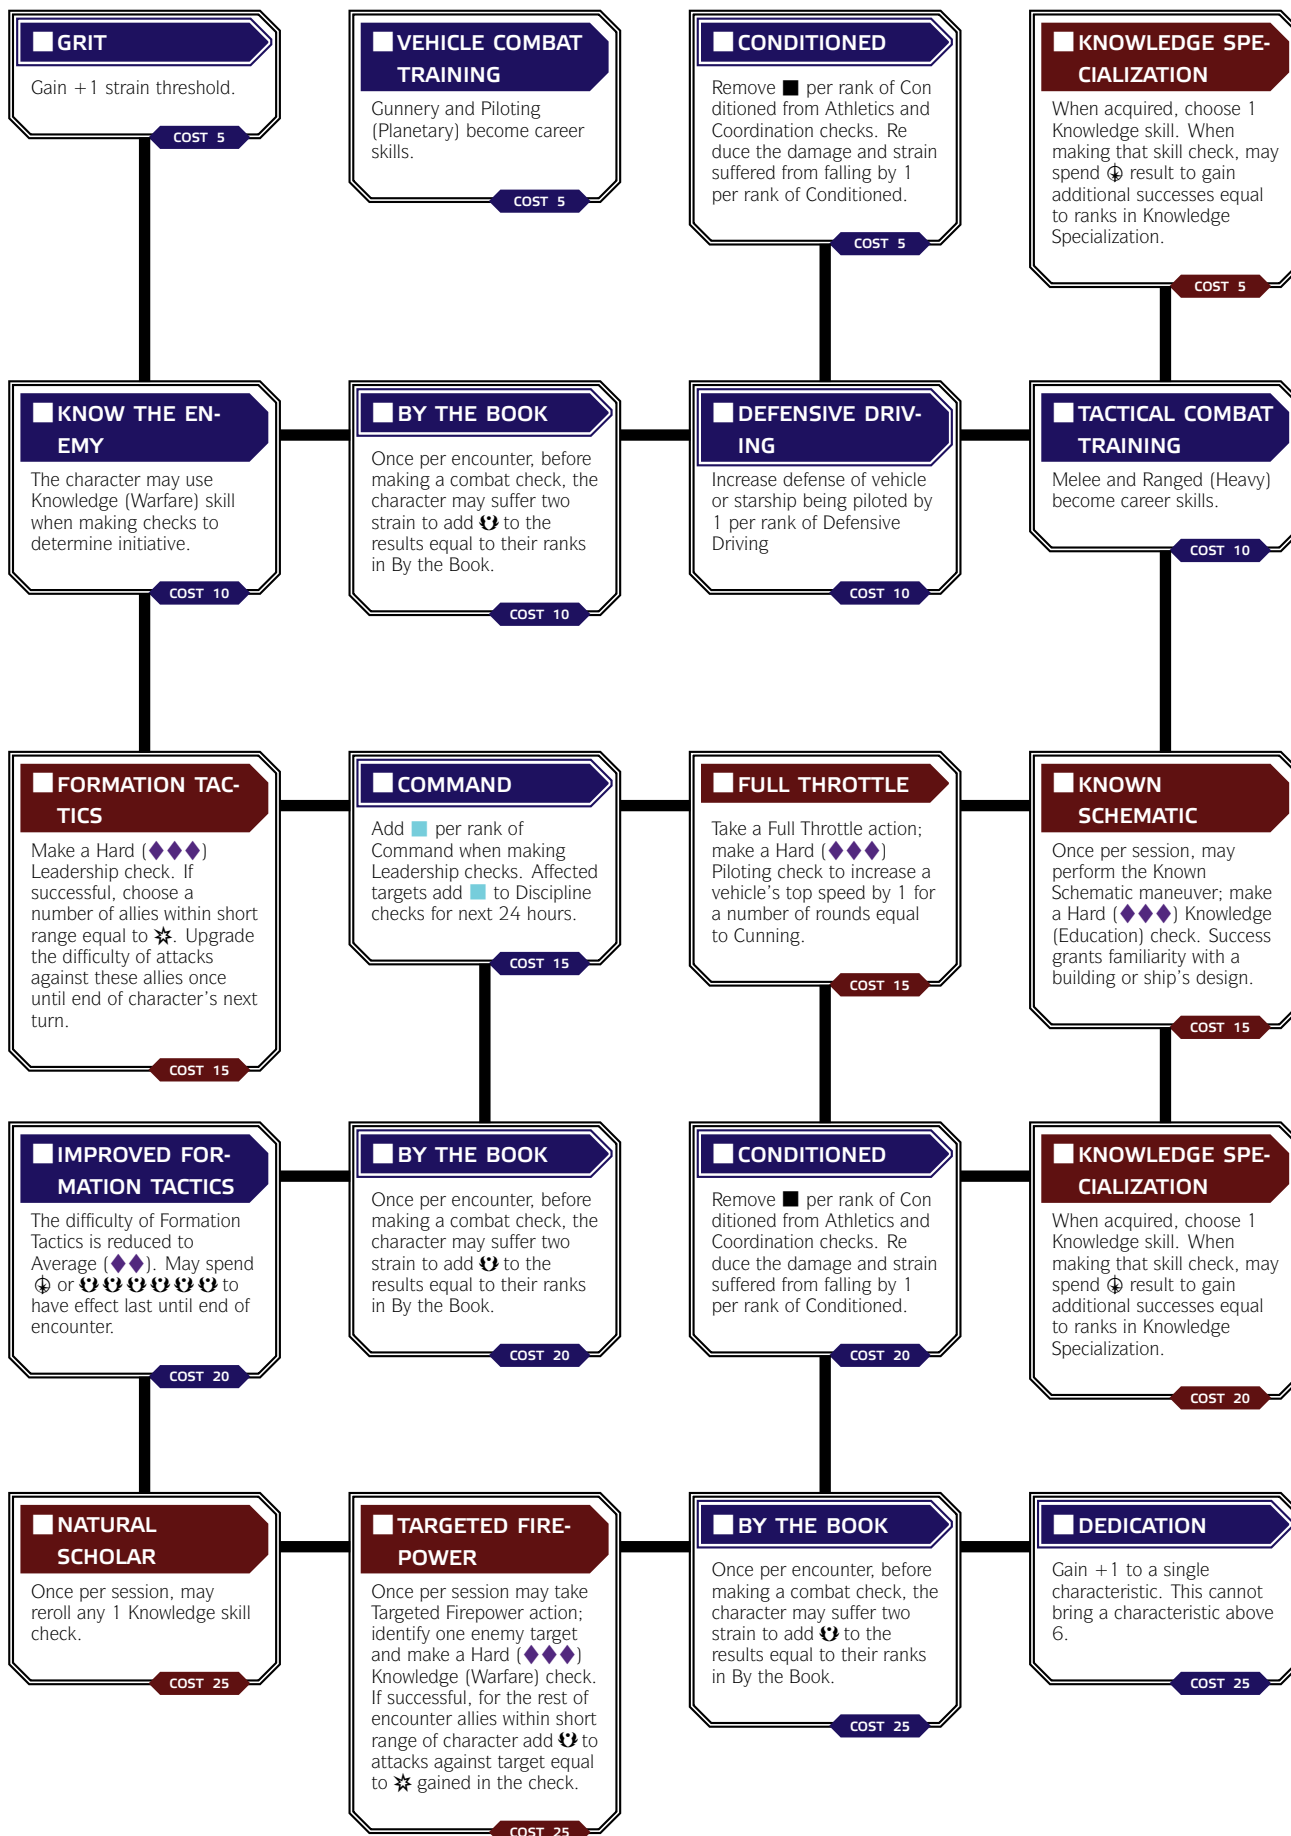 GRIT
Gain +1 strain threshold.
COST 5
VEHICLE COMBAT
TRAINING
Gunnery and Piloting
(Planetary) become career
skills.
COST 5
CONDITIONED
Remove ■ per rank of Con
ditioned from Athletics and
Coordination checks. Re
duce the damage and strain
suffered from falling by 1
per rank of Conditioned.
COST 5
KNOWLEDGE SPE-
CIALIZATION
When acquired, choose 1
Knowledge skill. When
making that skill check, may
spend result to gain
additional successes equal
to ranks in Knowledge
Specialization.
COST 5
KNOW THE EN-
EMY
The character may use
Knowledge (Warfare) skill
when making checks to
determine initiative.
COST 10
BY THE BOOK
Once per encounter, before
making a combat check, the
character may suffer two
strain to add to the
results equal to their ranks
in By the Book.
COST 10
DEFENSIVE DRIV-
ING
Increase defense of vehicle
or starship being piloted by
1 per rank of Defensive
Driving
COST 10
TACTICAL COMBAT
TRAINING
Melee and Ranged (Heavy)
become career skills.
COST 10
FORMATION TAC-
TICS
Make a Hard (◆◆◆)
Leadership check. If
successful, choose a
number of allies within short
range equal to . Upgrade
the difficulty of attacks
against these allies once
until end of character's next
turn.
COST 15
COMMAND
Add ■ per rank of
Command when making
Leadership checks. Affected
targets add ■ to Discipline
checks for next 24 hours.
COST 15
FULL THROTTLE
Take a Full Throttle action;
make a Hard (◆◆◆)
Piloting check to increase a
vehicle's top speed by 1 for
a number of rounds equal
to Cunning.
COST 15
KNOWN
SCHEMATIC
Once per session, may
perform the Known
Schematic maneuver; make
a Hard (◆◆◆) Knowledge
(Education) check. Success
grants familiarity with a
building or ship's design.
COST 15
IMPROVED FOR-
MATION TACTICS
The difficulty of Formation
Tactics is reduced to
Average (◆◆). May spend
or to
have effect last until end of
encounter.
COST 20
BY THE BOOK
Once per encounter, before
making a combat check, the
character may suffer two
strain to add to the
results equal to their ranks
in By the Book.
COST 20
CONDITIONED
Remove ■ per rank of Con
ditioned from Athletics and
Coordination checks. Re
duce the damage and strain
suffered from falling by 1
per rank of Conditioned.
COST 20
KNOWLEDGE SPE-
CIALIZATION
When acquired, choose 1
Knowledge skill. When
making that skill check, may
spend result to gain
additional successes equal
to ranks in Knowledge
Specialization.
COST 20
NATURAL
SCHOLAR
Once per session, may
reroll any 1 Knowledge skill
check.
COST 25
TARGETED FIRE-
POWER
Once per session may take
Targeted Firepower action;
identify one enemy target
and make a Hard (◆◆◆)
Knowledge (Warfare) check.
If successful, for the rest of
encounter allies within short
range of character add to
attacks against target equal
to gained in the check.
COST 25
BY THE BOOK
Once per encounter, before
making a combat check, the
character may suffer two
strain to add to the
results equal to their ranks
in By the Book.
COST 25
DEDICATION
Gain +1 to a single
characteristic. This cannot
bring a characteristic above
6.
COST 25